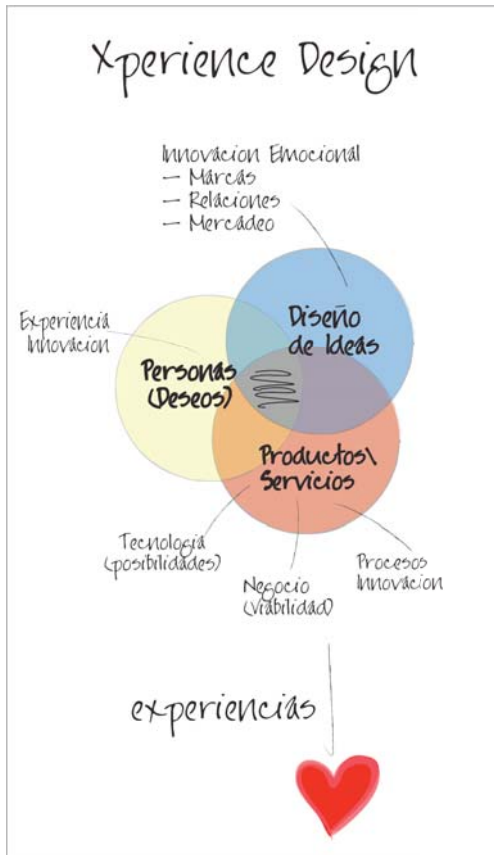 Xperience Design
Innovacion Emocional
– Marcas
– Relaciones
– Mercadeo
Diseño
de Ideas
Experiencia
Innovacion
Personas
(Deseos)
Productos\
Servicios
Tecnologia
(posibilidades)
Negocio
(viabilidad)
Procesos
Innovacion
experiencias